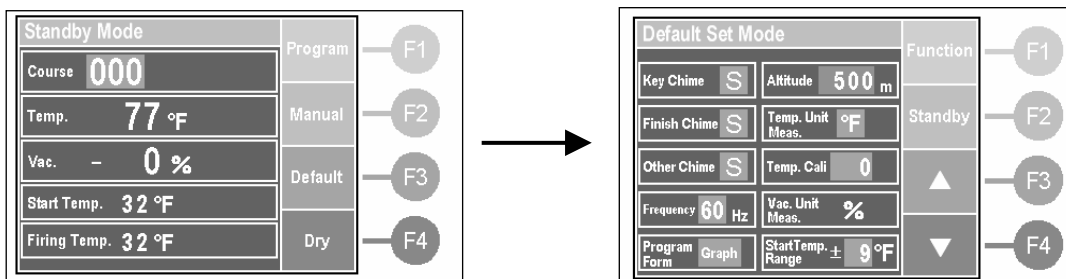 Standby Mode
Program
F1
Course 000
Temp. 77 °F
Manual
F2
Vac. – 0 %
Default
F3
Start Temp. 32 °F
Firing Temp. 32 °F
Dry
F4
Default Set Mode
Function
F1
Key Chime S
Altitude 500 m
Finish Chime S
Temp. Unit
Meas. °F
Standby
F2
Other Chime S
Temp. Cali 0
▲
F3
Frequency 60 Hz
Vac. Unit
Meas. %
Program
Form Graph
StartTemp.
Range ± 9 °F
▼
F4